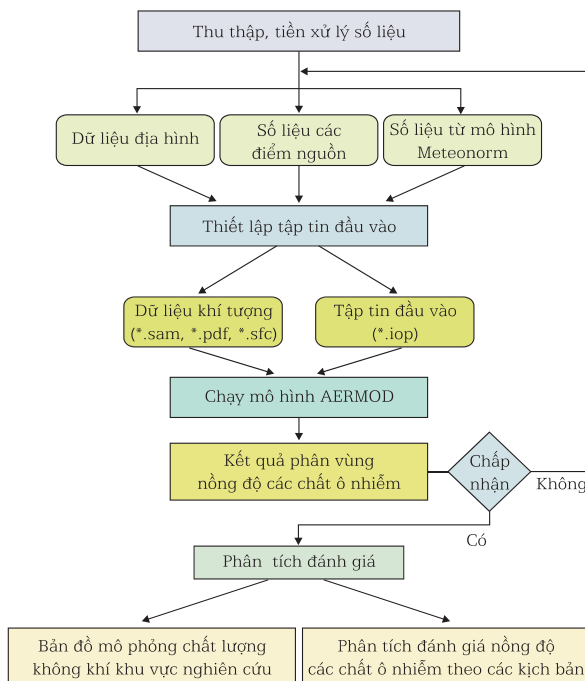 Thu thập, tiền xử lý số liệu
Dữ liệu địa hình
Số liệu các
điểm nguồn
Số liệu từ mô hình
Meteonorm
Thiết lập tập tin đầu vào
Dữ liệu khí tượng
(*.sam, *.pdf, *.sfc)
Tập tin đầu vào
(*.iop)
Chạy mô hình AERMOD
Kết quả phân vùng
nồng độ các chất ô nhiễm
Chấp
nhận
Không
Có
Phân tích đánh giá
Bản đồ mô phỏng chất lượng
không khí khu vực nghiên cứu
Phân tích đánh giá nồng độ
các chất ô nhiễm theo các kịch bản